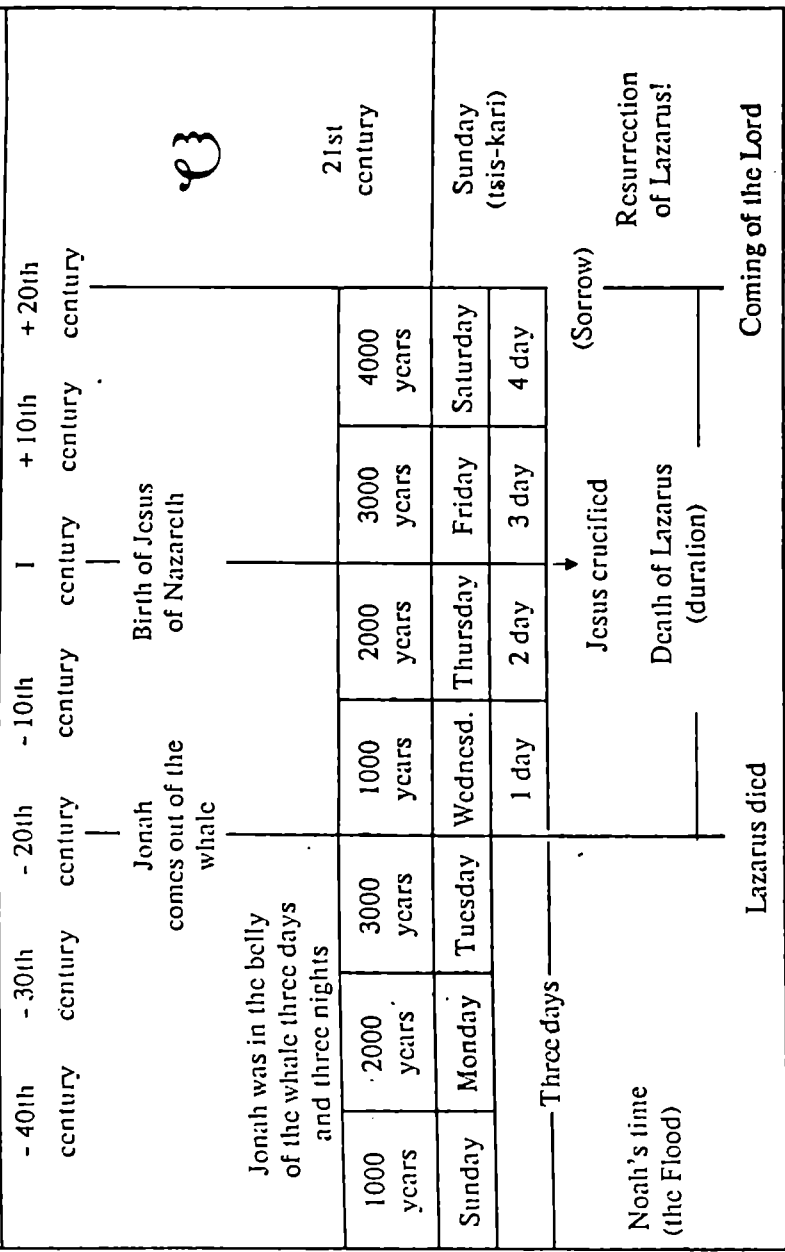 - 40th - 30th - 20th - 10th I + 10th + 20th
century century century century century century century
Jonah
comes out of the
whale
Birth of Jesus
of Nazareth
Jonah was in the belly
of the whale three days
and three nights
21st
century
1000 2000 3000 1000 2000 3000 4000
years years years years years years years
Sunday Monday Tuesday Wednesd. Thursday Friday Saturday
Sunday
(tsis-kari)
1 day 2 day 3 day 4 day
Three days
(Sorrow)
Jesus crucified
Noah's time
(the Flood)
Death of Lazarus
(duration)
Resurrection
of Lazarus!
Lazarus died
Coming of the Lord